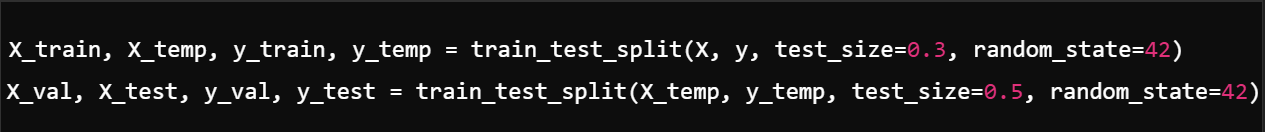 X_train, X_temp, y_train, y_temp = train_test_split(X, y, test_size=0.3, random_state=42)
X_val, X_test, y_val, y_test = train_test_split(X_temp, y_temp, test_size=0.5, random_state=42)